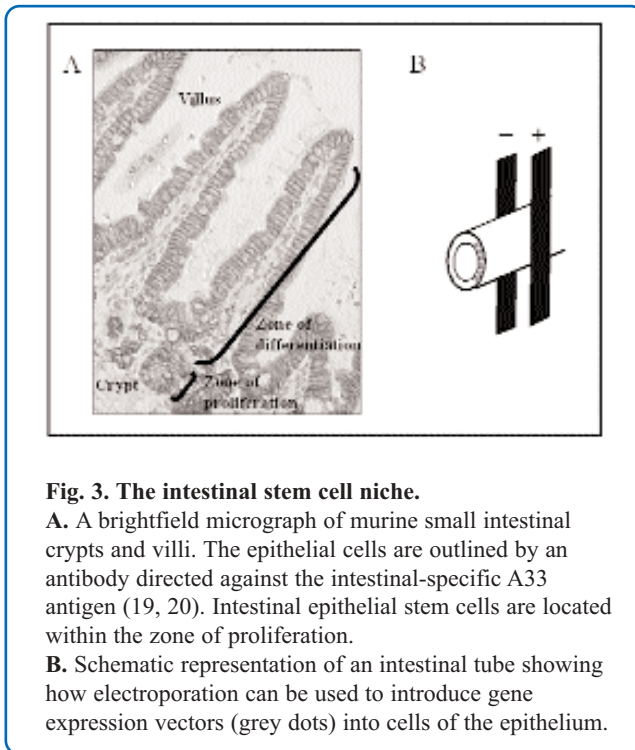 A
B
Villus
− +
Zone of
differentiation
Crypt
Zone of
proliferation
Fig. 3. The intestinal stem cell niche.
A. A brightfield micrograph of murine small intestinal
crypts and villi. The epithelial cells are outlined by an
antibody directed against the intestinal-specific A33
antigen (19, 20). Intestinal epithelial stem cells are located
within the zone of proliferation.
B. Schematic representation of an intestinal tube showing
how electroporation can be used to introduce gene
expression vectors (grey dots) into cells of the epithelium.